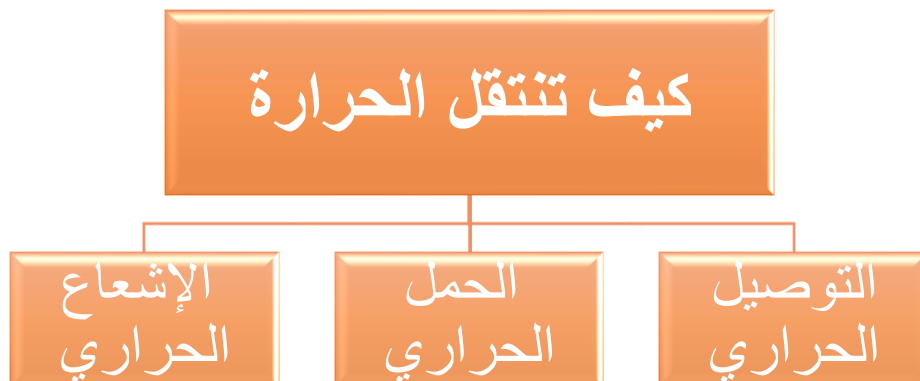 كيف تنتقل الحرارة
التوصيل
الحراري
الحمل
الحراري
الإشعاع
الحراري